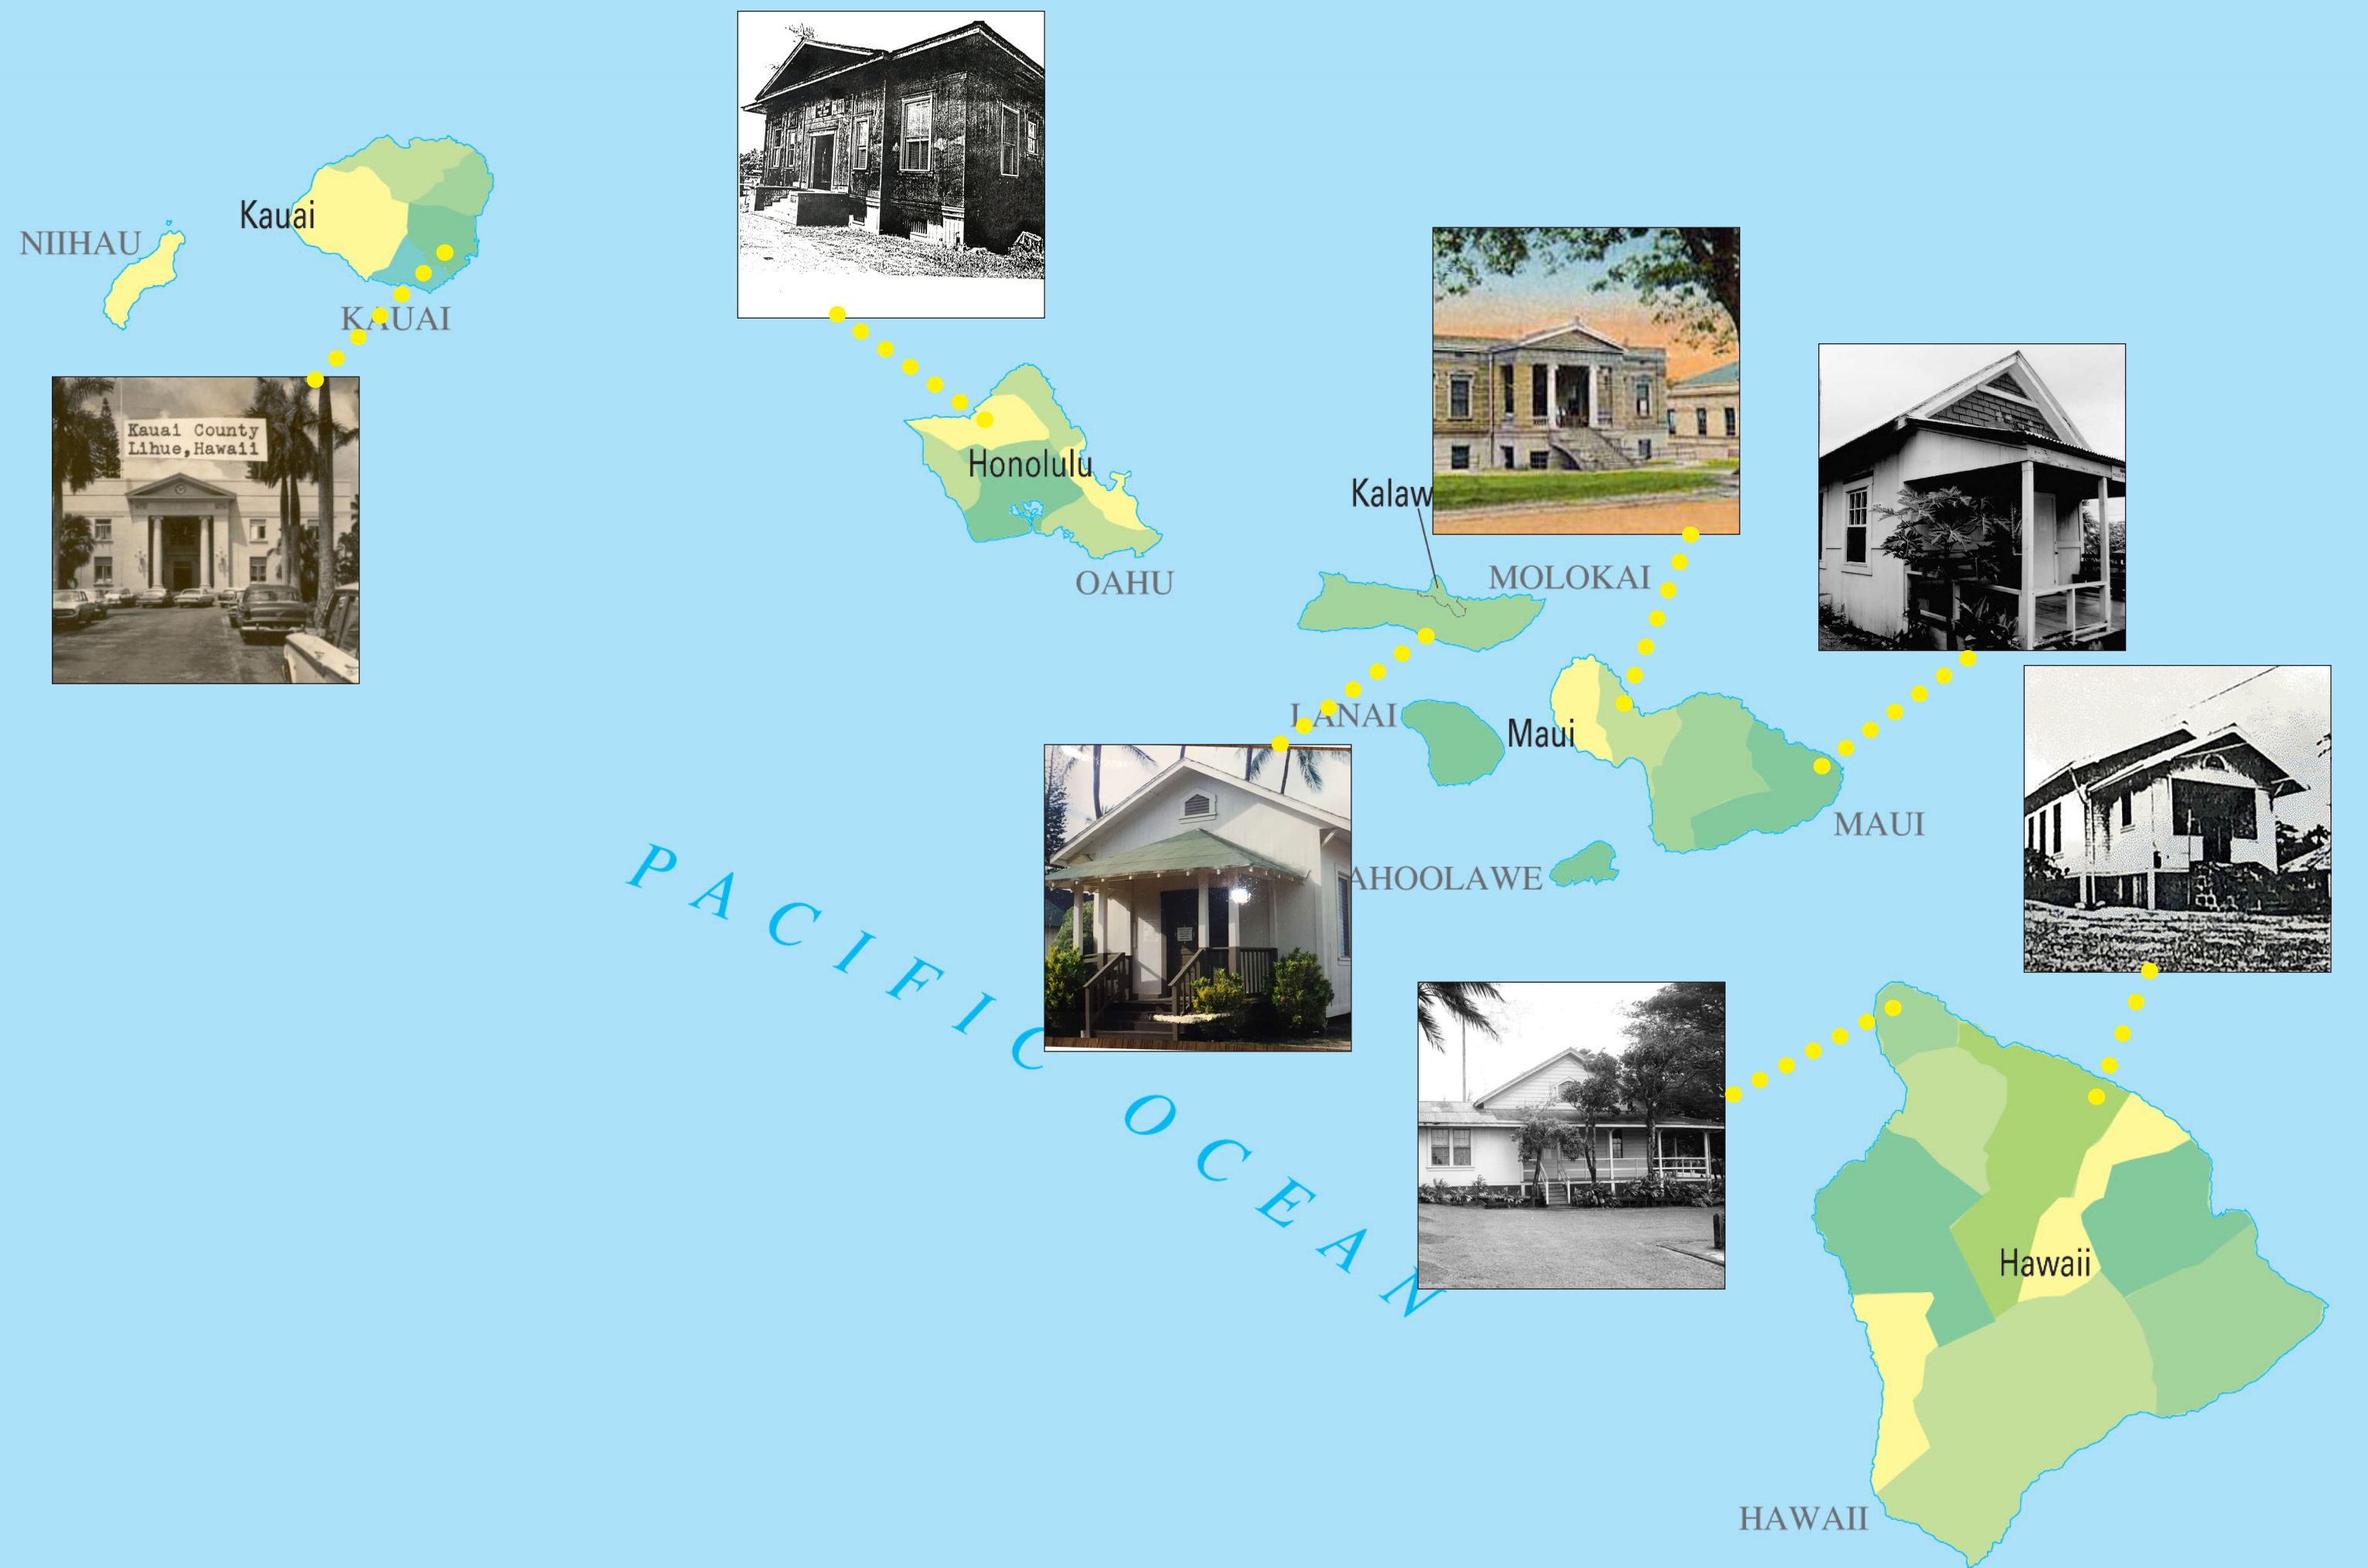 Kauai
NIIHAU
KAUAI
Kauai County
Lihue, Hawaii
Honolulu
OAHU
Kalaw
MOLOKAI
LANAI
Maui
MAUI
AHOOLAWE
PACIFIC OCEAN
Hawaii
HAWAII